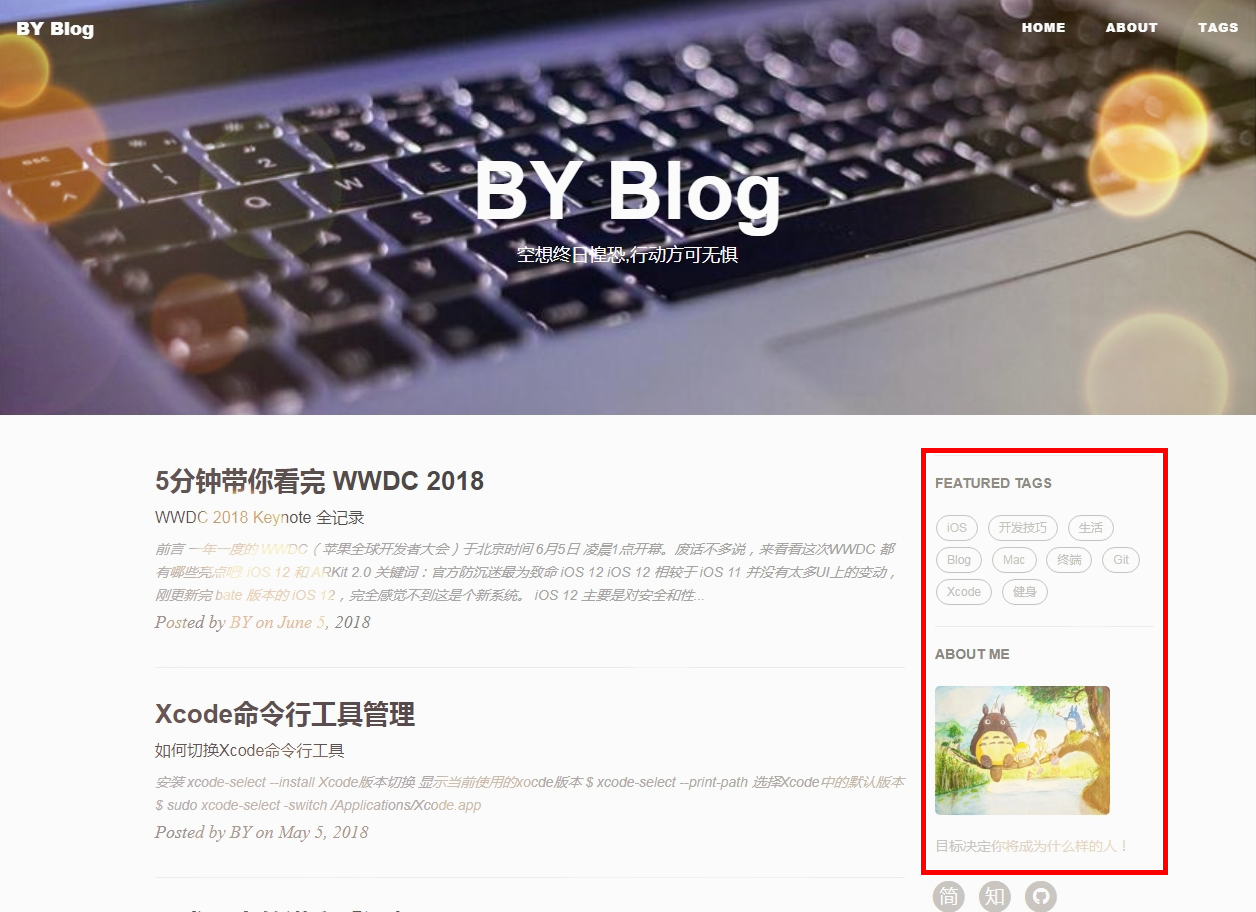 BY Blog
HOME ABOUT TAGS
BY Blog
空想终日惶恐,行动方可无惧
5分钟带你看完 WWDC 2018
WWDC 2018 Keynote 全记录
前言 一年一度的 WWDC（苹果全球开发者大会）于北京时间 6月5日 凌晨1点开幕。废话不多说，来看看这次WWDC 都
有哪些亮点吧! iOS 12 和 ARKit 2.0 关键词：官方防沉迷最为致命 iOS 12 iOS 12 相较于 iOS 11 并没有太多UI上的变动，
刚更新完 bate 版本的 iOS 12，完全感觉不到这是个新系统。 iOS 12 主要是对安全和性...
Posted by BY on June 5, 2018
Xcode命令行工具管理
如何切换Xcode命令行工具
安装 xcode-select --install Xcode版本切换 显示当前使用的xocde版本 $ xcode-select --print-path 选择Xcode中的默认版本
$ sudo xcode-select -switch /Applications/Xcode.app
Posted by BY on May 5, 2018
FEATURED TAGS
iOS 开发技巧 生活
Blog Mac 终端 Git
Xcode 健身
ABOUT ME
目标决定你将成为什么样的人！
简 知